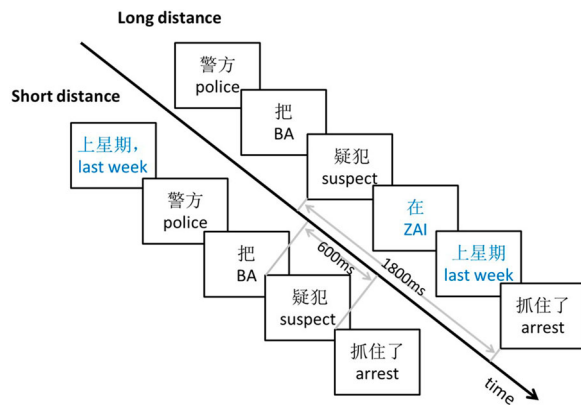 Long distance
警方
police
把
BA
疑犯
suspect
在
ZAI
上星期
last week
抓住了
arrest
Short distance
上星期,
last week
警方
police
把
BA
疑犯
suspect
抓住了
arrest
600ms
1800ms
time